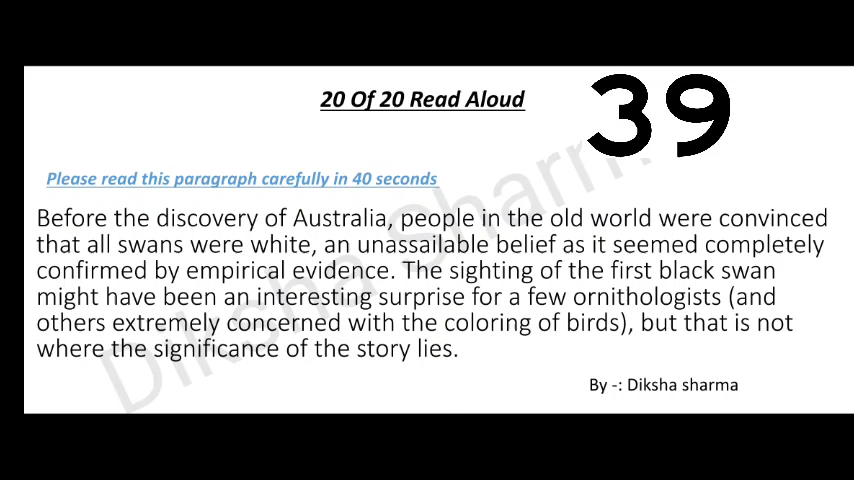 20 Of 20 Read Aloud
39
Please read this paragraph carefully in 40 seconds
Before the discovery of Australia, people in the old world were convinced
that all swans were white, an unassailable belief as it seemed completely
confirmed by empirical evidence. The sighting of the first black swan
might have been an interesting surprise for a few ornithologists (and
others extremely concerned with the coloring of birds), but that is not
where the significance of the story lies.
By -: Diksha sharma
Diksha Sharma